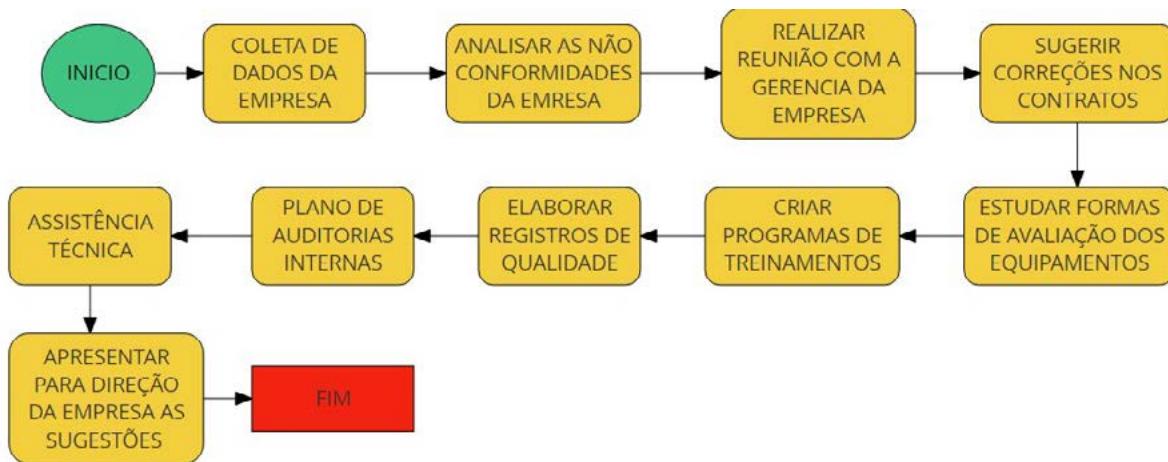 INICIO
COLETA DE
DADOS DA
EMPRESA
ANALISAR AS NÃO
CONFORMIDADES
DA EMRESA
REALIZAR
REUNIÃO COM A
GERENCIA DA
EMPRESA
SUGERIR
CORREÇÕES NOS
CONTRATOS
ESTUDAR FORMAS
DE AVALIAÇÃO DOS
EQUIPAMENTOS
CRIAR
PROGRAMAS DE
TREINAMENTOS
ELABORAR
REGISTROS DE
QUALIDADE
PLANO DE
AUDITORIAS
INTERNAS
ASSISTÊNCIA
TÉCNICA
APRESENTAR
PARA DIREÇÃO
DA EMPRESA AS
SUGESTÕES
FIM